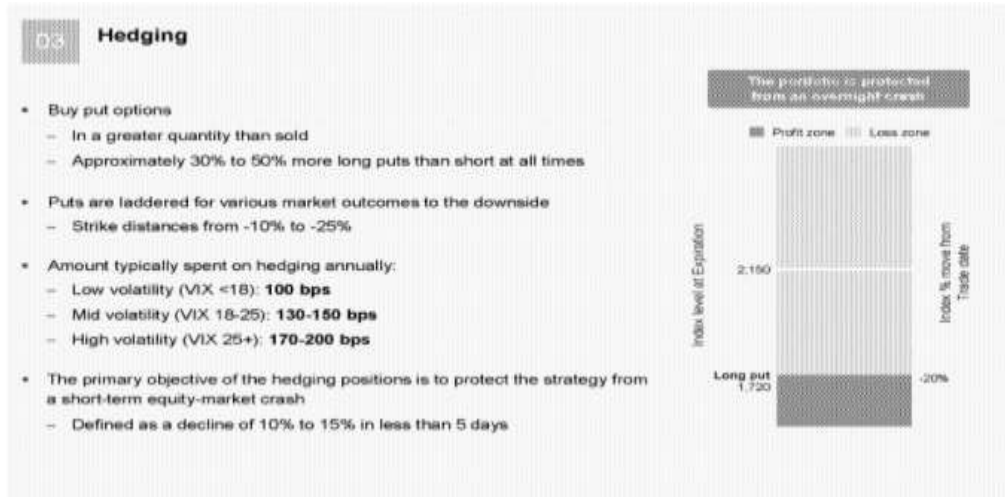 03
Hedging
• Buy put options
– In a greater quantity than sold
– Approximately 30% to 50% more long puts than short at all times
• Puts are laddered for various market outcomes to the downside
– Strike distances from -10% to -25%
• Amount typically spent on hedging annually:
– Low volatility (VIX <18): 100 bps
– Mid volatility (VIX 18-25): 130-150 bps
– High volatility (VIX 25+): 170-200 bps
• The primary objective of the hedging positions is to protect the strategy from
a short-term equity-market crash
– Defined as a decline of 10% to 15% in less than 5 days
The portfolio is protected
from an overnight crash
Profit zone Loss zone
Index level at Expiration
2,150
Long put
1,720
-20%
Index % move from
Trade date